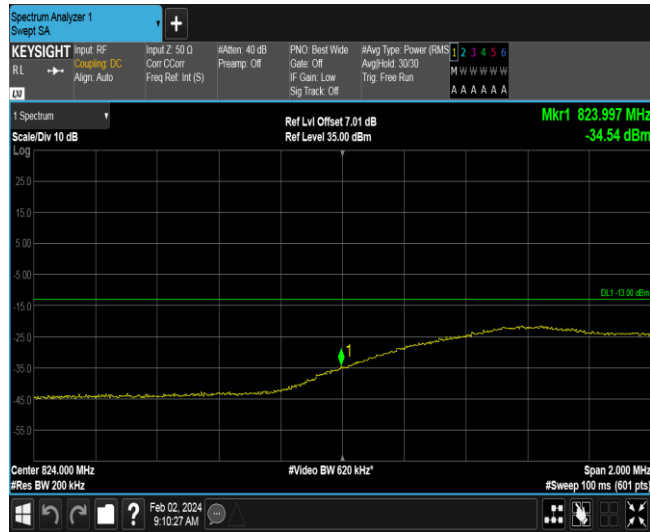 Spectrum Analyzer 1
Swept SA
KEYSIGHT
RL
LXI
Input: RF
Coupling: DC
Align: Auto
Input Z: 50 Ω
Corr CCorr
Freq Ref: Int (S)
#Atten: 40 dB
Preamp: Off
PNO: Best Wide
Gate: Off
IF Gain: Low
Sig Track: Off
#Avg Type: Power (RMS
Avg|Hold: 30/30
Trig: Free Run
1 2 3 4 5 6
M W W W W W
A A A A A A
1 Spectrum
Scale/Div 10 dB
Log
Ref Lvl Offset 7.01 dB
Ref Level 35.00 dBm
Mkr1 823.997 MHz
-34.54 dBm
25.0
15.0
5.00
-5.00
DL1 -13.00 dBm
-15.0
-25.0
1
-35.0
-45.0
-55.0
Center 824.000 MHz
#Res BW 200 kHz
#Video BW 620 kHz*
Span 2.000 MHz
#Sweep 100 ms (601 pts)
?
Feb 02, 2024
9:10:27 AM